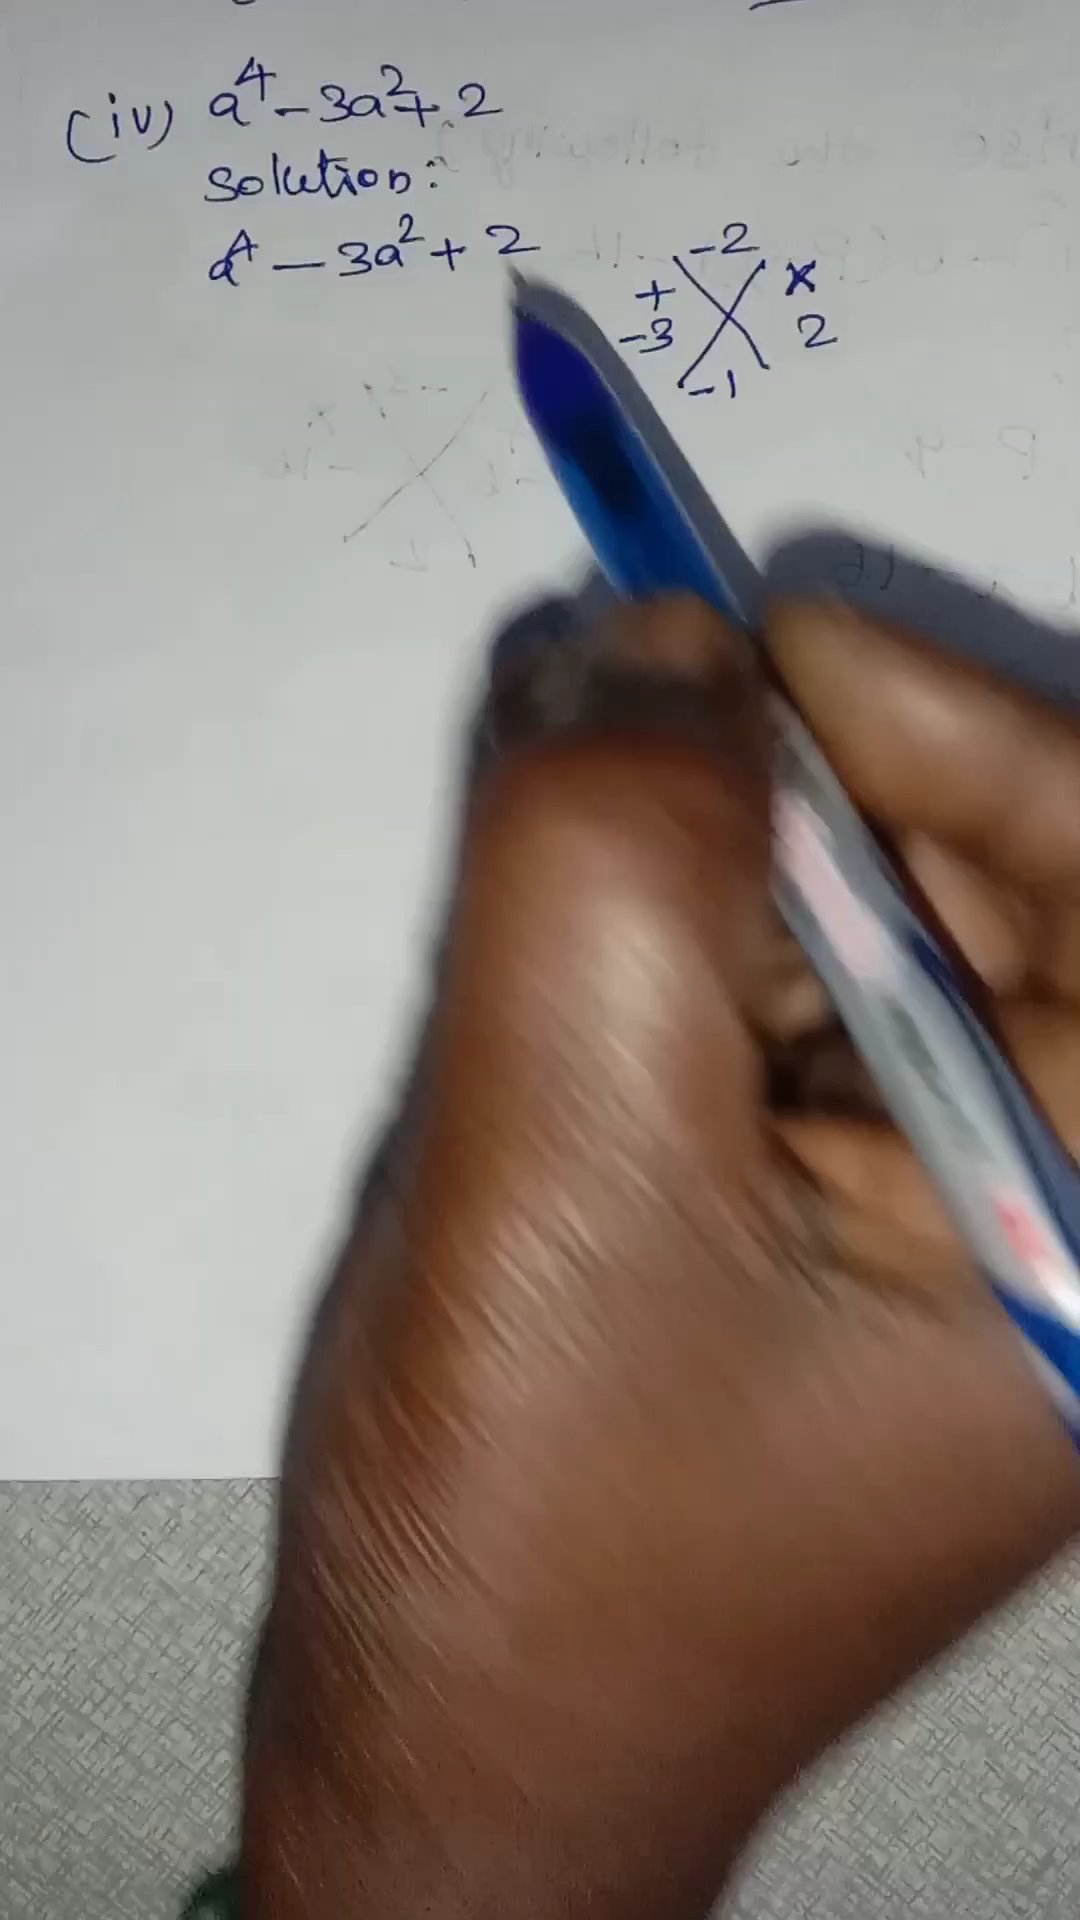 (iv) a⁴ - 3a² + 2
Solution:
a⁴ - 3a² + 2
-2
+ ×
-3 2
-1